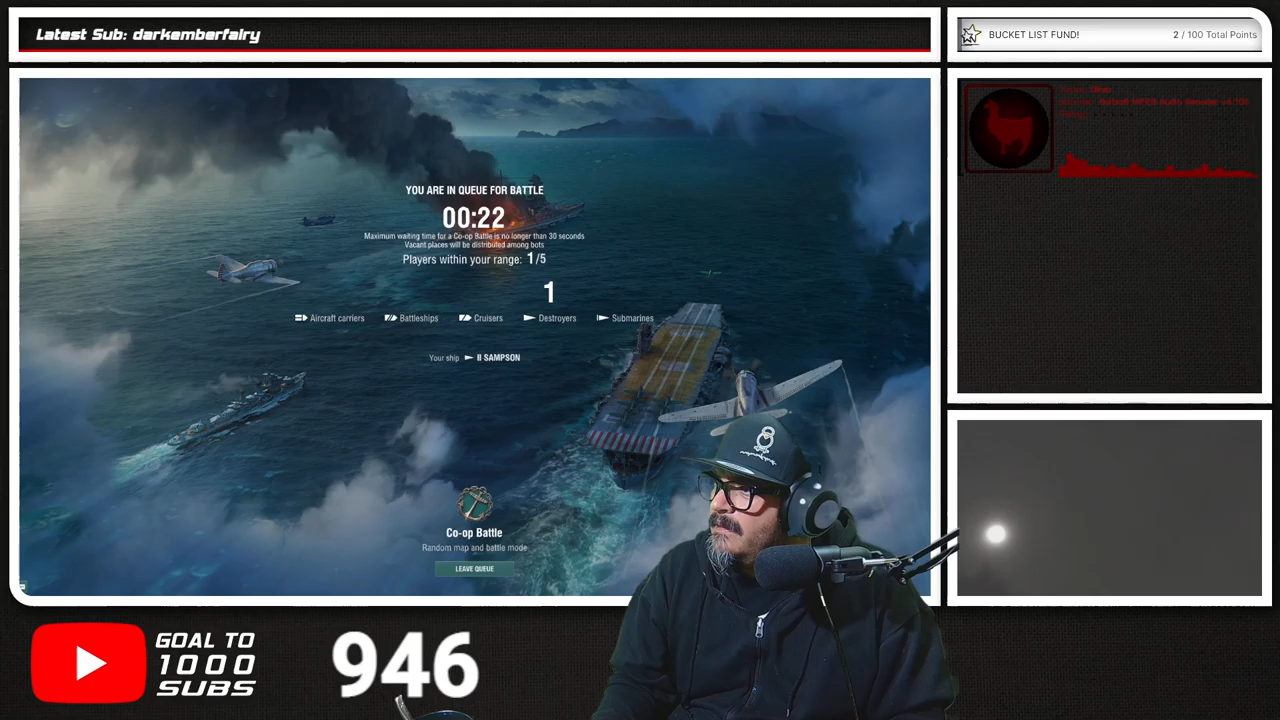 Latest Sub: darkemberfairy
BUCKET LIST FUND!
2 / 100 Total Points
YOU ARE IN QUEUE FOR BATTLE
00:22
Maximum waiting time for a Co-op Battle is no longer than 30 seconds
Vacant places will be distributed among bots
Players within your range: 1/5
1
Aircraft carriers Battleships Cruisers Destroyers Submarines
Your ship II SAMPSON
Co-op Battle
Random map and battle mode
LEAVE QUEUE
GOAL TO
1000
SUBS
946